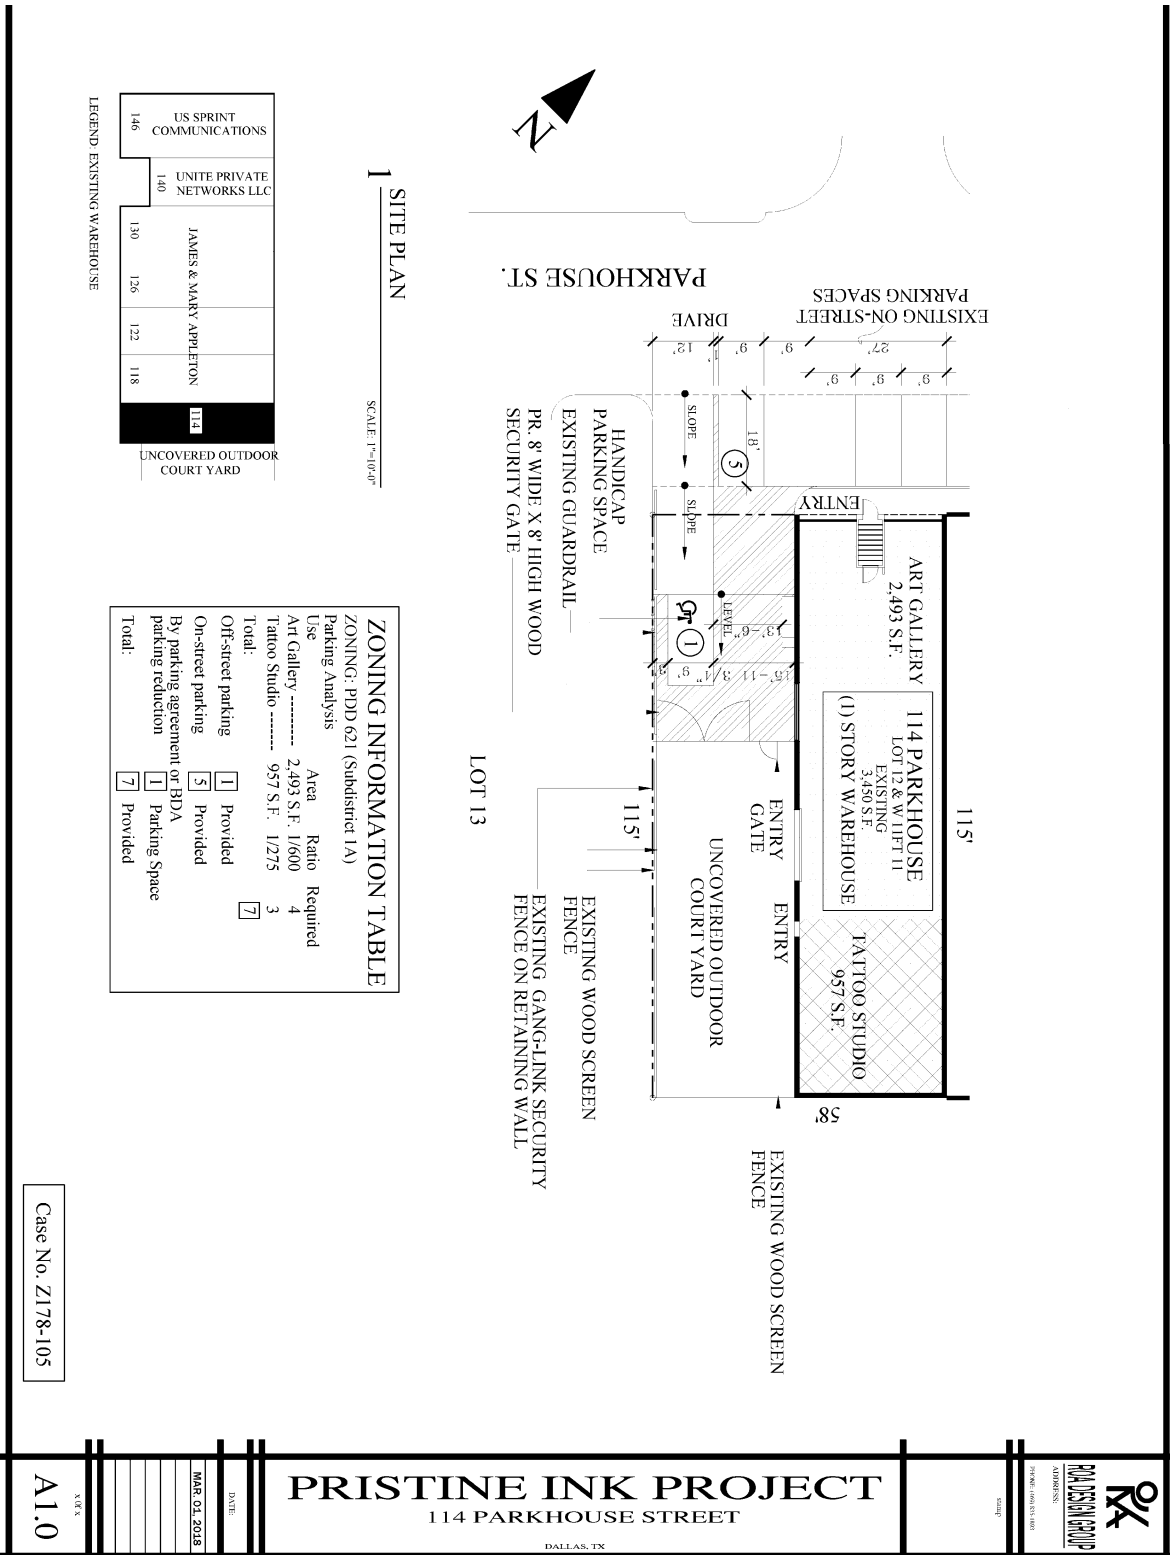 US SPRINT
COMMUNICATIONS
146
UNITE PRIVATE
NETWORKS LLC
140
JAMES & MARY APPLETON
130
126
122
118
114
UNCOVERED OUTDOOR
COURT YARD
LEGEND: EXISTING WAREHOUSE
1
SITE PLAN
SCALE: 1"=10'-0"
N
PARKHOUSE ST.
EXISTING ON-STREET
PARKING SPACES
DRIVE
12'
1'
9'
9'
27'
9'
9'
9'
18'
5
SLOPE
SLOPE
ENTRY
HANDICAP
PARKING SPACE
EXISTING GUARDRAIL
PR. 8' WIDE X 8' HIGH WOOD
SECURITY GATE
LEVEL
1
13'-6"
15'-11 3/4"
9'
3'
ART GALLERY
2,493 S.F.
114 PARKHOUSE
LOT 12 & W 11FT 11
EXISTING
3,450 S.F.
(1) STORY WAREHOUSE
115'
TATTOO STUDIO
957 S.F.
ENTRY
GATE
ENTRY
UNCOVERED OUTDOOR
COURT YARD
115'
LOT 13
58'
EXISTING WOOD SCREEN
FENCE
EXISTING GANG-LINK SECURITY
FENCE ON RETAINING WALL
EXISTING WOOD SCREEN
FENCE
ZONING INFORMATION TABLE
ZONING: PDD 621 (Subdistrict 1A)
Parking Analysis
Use Area Ratio Required
Art Gallery --------- 2,493 S.F. 1/600 4
Tattoo Studio ------- 957 S.F. 1/275 3
Total: 7
Off-street parking 1 Provided
On-street parking 5 Provided
By parking agreement or BDA
parking reduction 1 Parking Space
Total: 7 Provided
Case No. Z178-105
A1.0
x of x
MAR. 01, 2018
DATE:
PRISTINE INK PROJECT
114 PARKHOUSE STREET
DALLAS, TX
stamp
ROA DESIGN GROUP
ADDRESS: